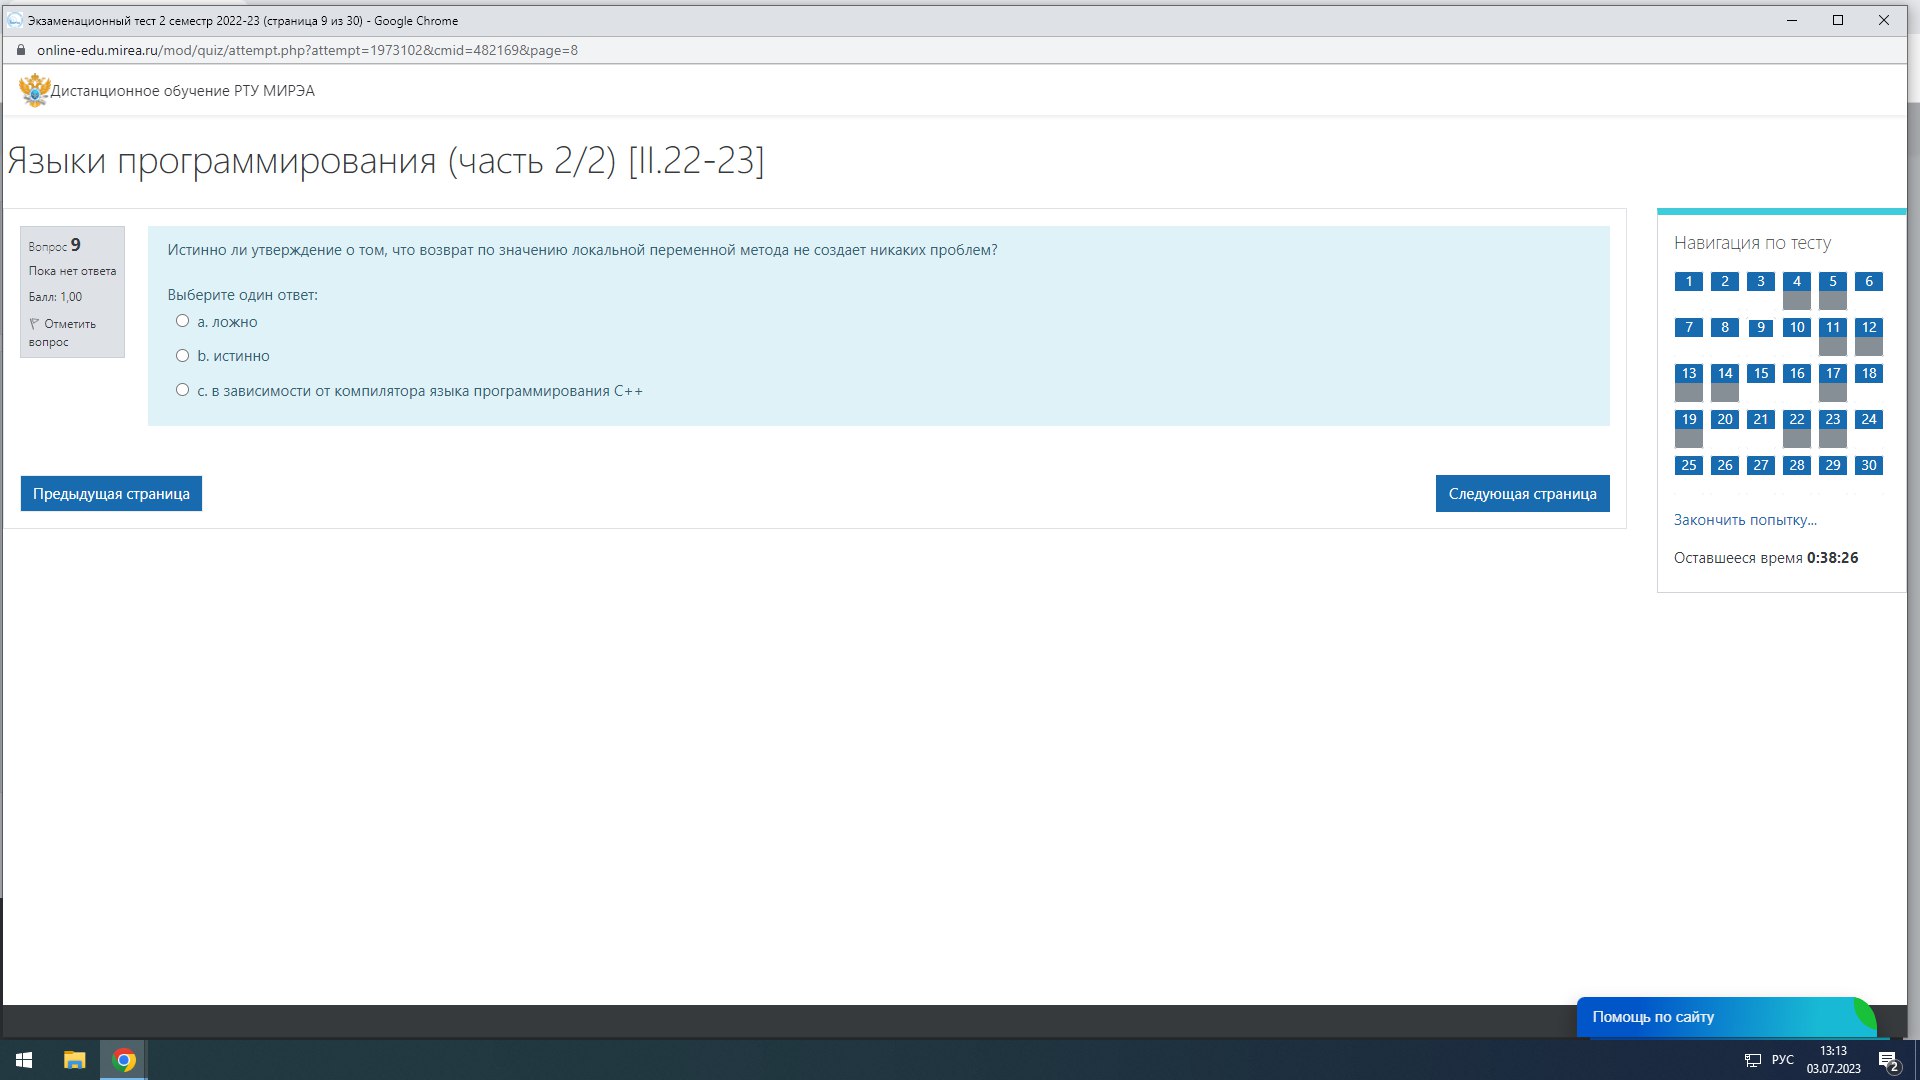 Экзаменационный тест 2 семестр 2022-23 (страница 9 из 30) - Google Chrome
online-edu.mirea.ru/mod/quiz/attempt.php?attempt=1973102&cmid=482169&page=8
Дистанционное обучение РТУ МИРЭА
Языки программирования (часть 2/2) [II.22-23]
Вопрос 9
Пока нет ответа
Балл: 1,00
Отметить
вопрос
Истинно ли утверждение о том, что возврат по значению локальной переменной метода не создает никаких проблем?
Выберите один ответ:
a. ложно
b. истинно
c. в зависимости от компилятора языка программирования C++
Предыдущая страница
Следующая страница
Навигация по тесту
1 2 3 4 5 6
7 8 9 10 11 12
13 14 15 16 17 18
19 20 21 22 23 24
25 26 27 28 29 30
Закончить попытку...
Оставшееся время 0:38:26
Помощь по сайту
РУС
13:13
03.07.2023
2